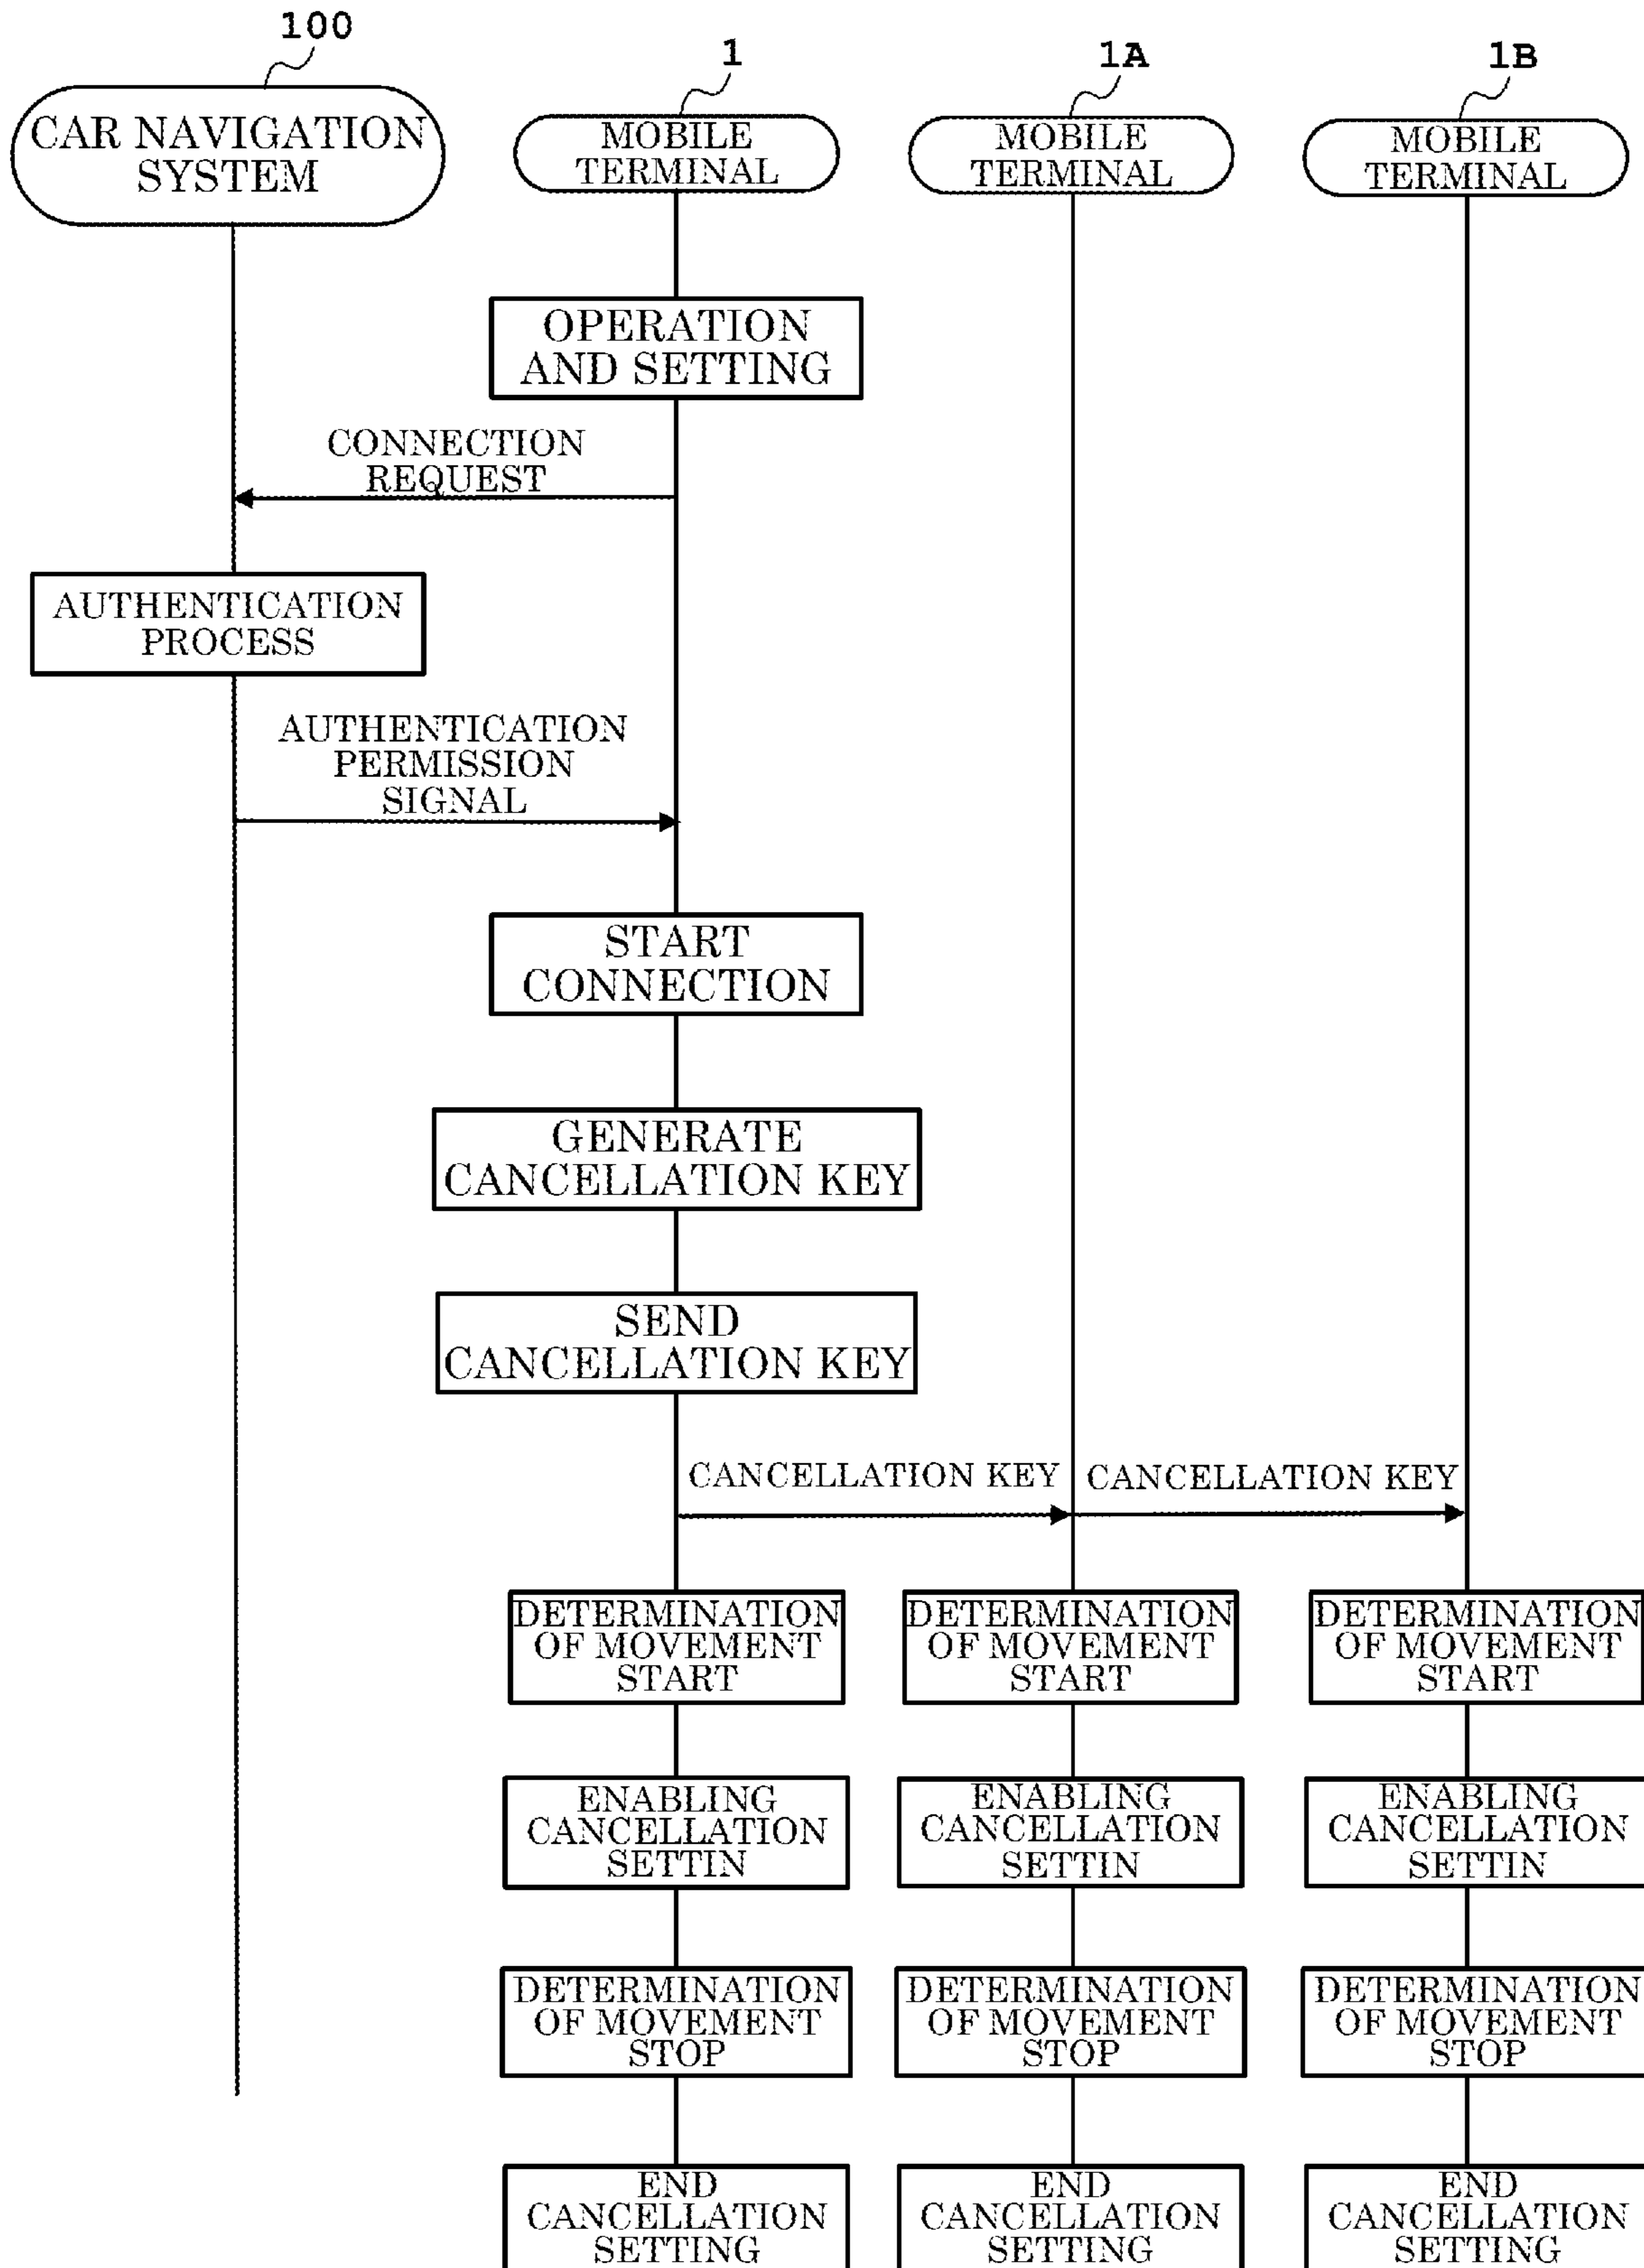 100
1
1A
1B
CAR NAVIGATION
SYSTEM
MOBILE
TERMINAL
MOBILE
TERMINAL
MOBILE
TERMINAL
OPERATION
AND SETTING
CONNECTION
REQUEST
AUTHENTICATION
PROCESS
AUTHENTICATION
PERMISSION
SIGNAL
START
CONNECTION
GENERATE
CANCELLATION KEY
SEND
CANCELLATION KEY
CANCELLATION KEY
CANCELLATION KEY
DETERMINATION
OF MOVEMENT
START
DETERMINATION
OF MOVEMENT
START
DETERMINATION
OF MOVEMENT
START
ENABLING
CANCELLATION
SETTIN
ENABLING
CANCELLATION
SETTIN
ENABLING
CANCELLATION
SETTIN
DETERMINATION
OF MOVEMENT
STOP
DETERMINATION
OF MOVEMENT
STOP
DETERMINATION
OF MOVEMENT
STOP
END
CANCELLATION
SETTING
END
CANCELLATION
SETTING
END
CANCELLATION
SETTING